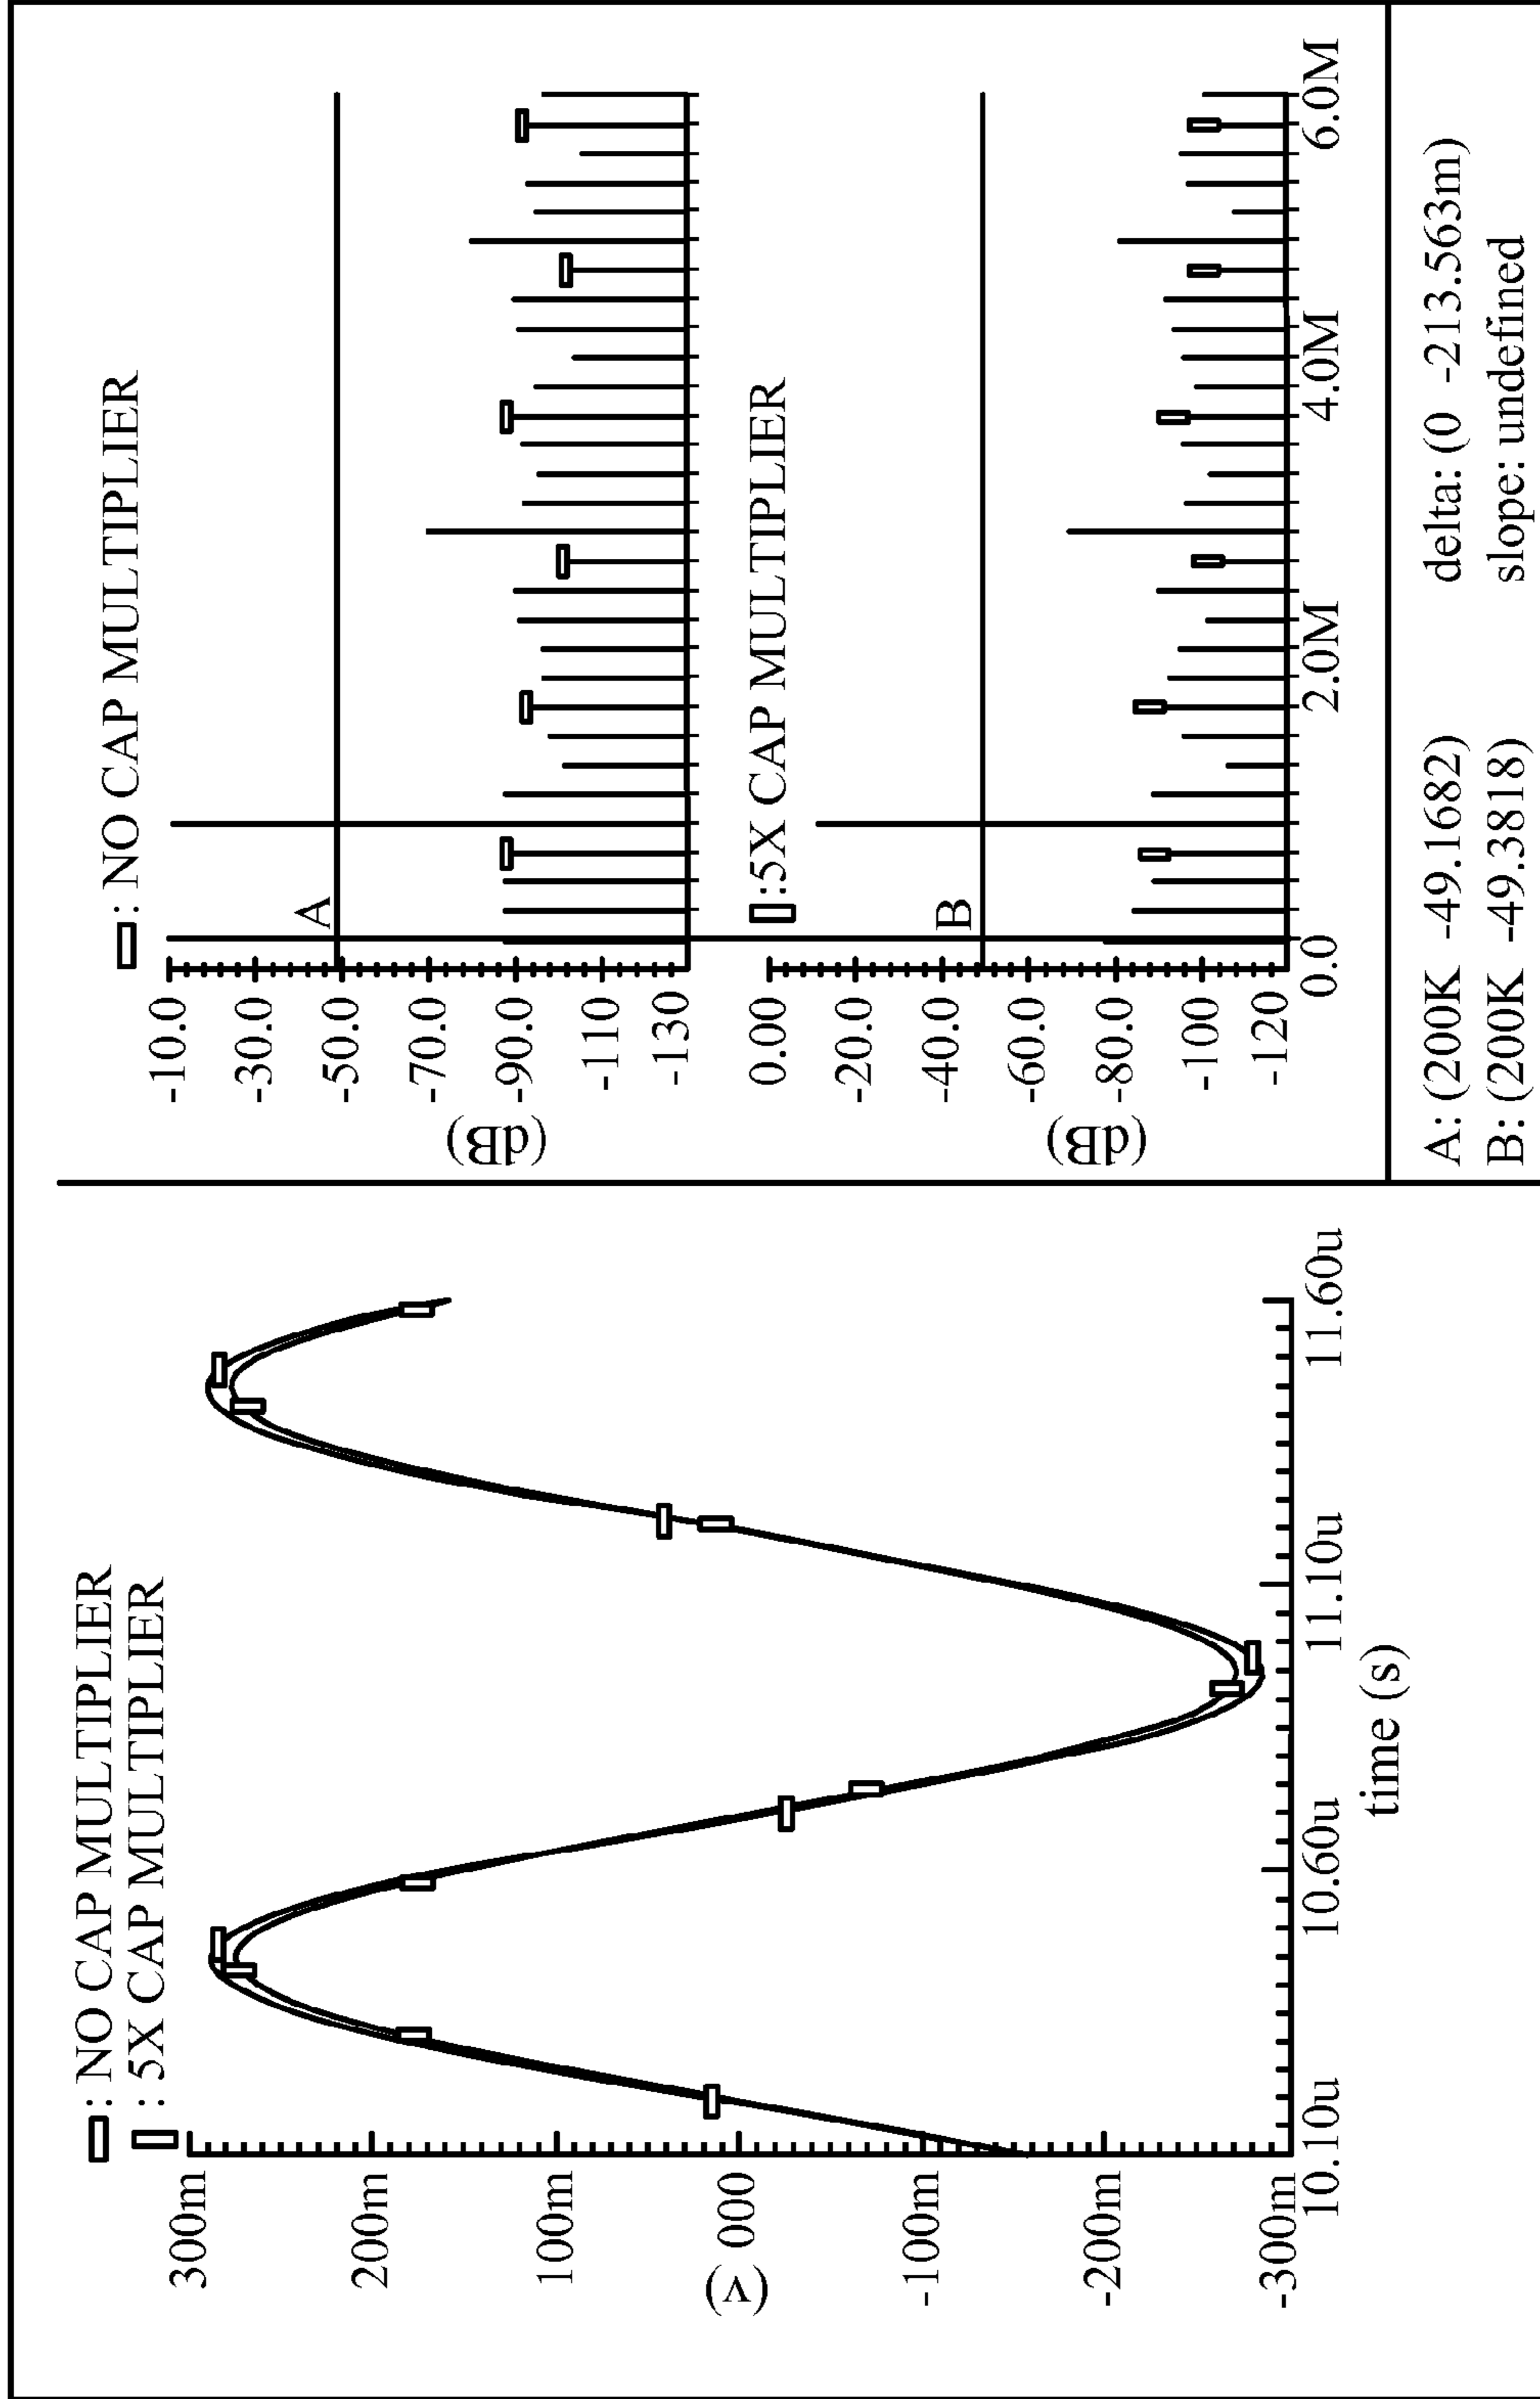 : NO CAP MULTIPLIER
: 5X CAP MULTIPLIER
300m
200m
100m
000
-100m
-200m
-300m
(v)
10.10u
10.60u
11.10u
11.60u
time (s)
: NO CAP MULTIPLIER
-10.0
-30.0
-50.0
-70.0
-90.0
-110
-130
(dB)
A
:5X CAP MULTIPLIER
0.00
-20.0
-40.0
-60.0
-80.0
-100
-120
(dB)
B
0.0
2.0M
4.0M
6.0M
A: (200K -49.1682) delta: (0 -213.563m)
B: (200K -49.3818) slope: undefined